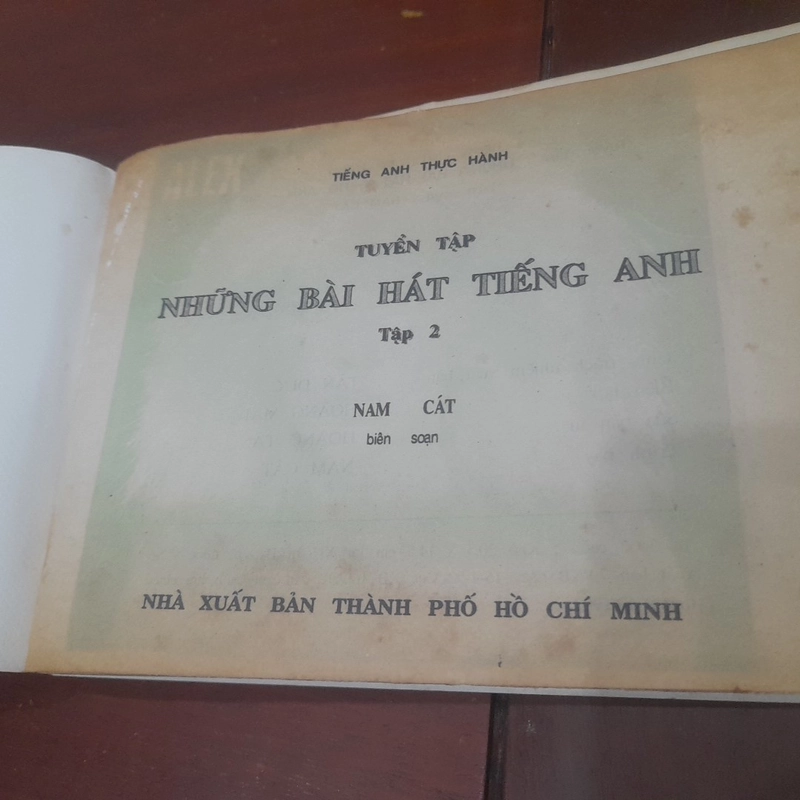 TIẾNG ANH THỰC HÀNH
TUYỀN TẬP
NHỮNG BÀI HÁT TIẾNG ANH
Tập 2
NAM CÁT
biên soạn
NHÀ XUẤT BẢN THÀNH PHỐ HỒ CHÍ MINH